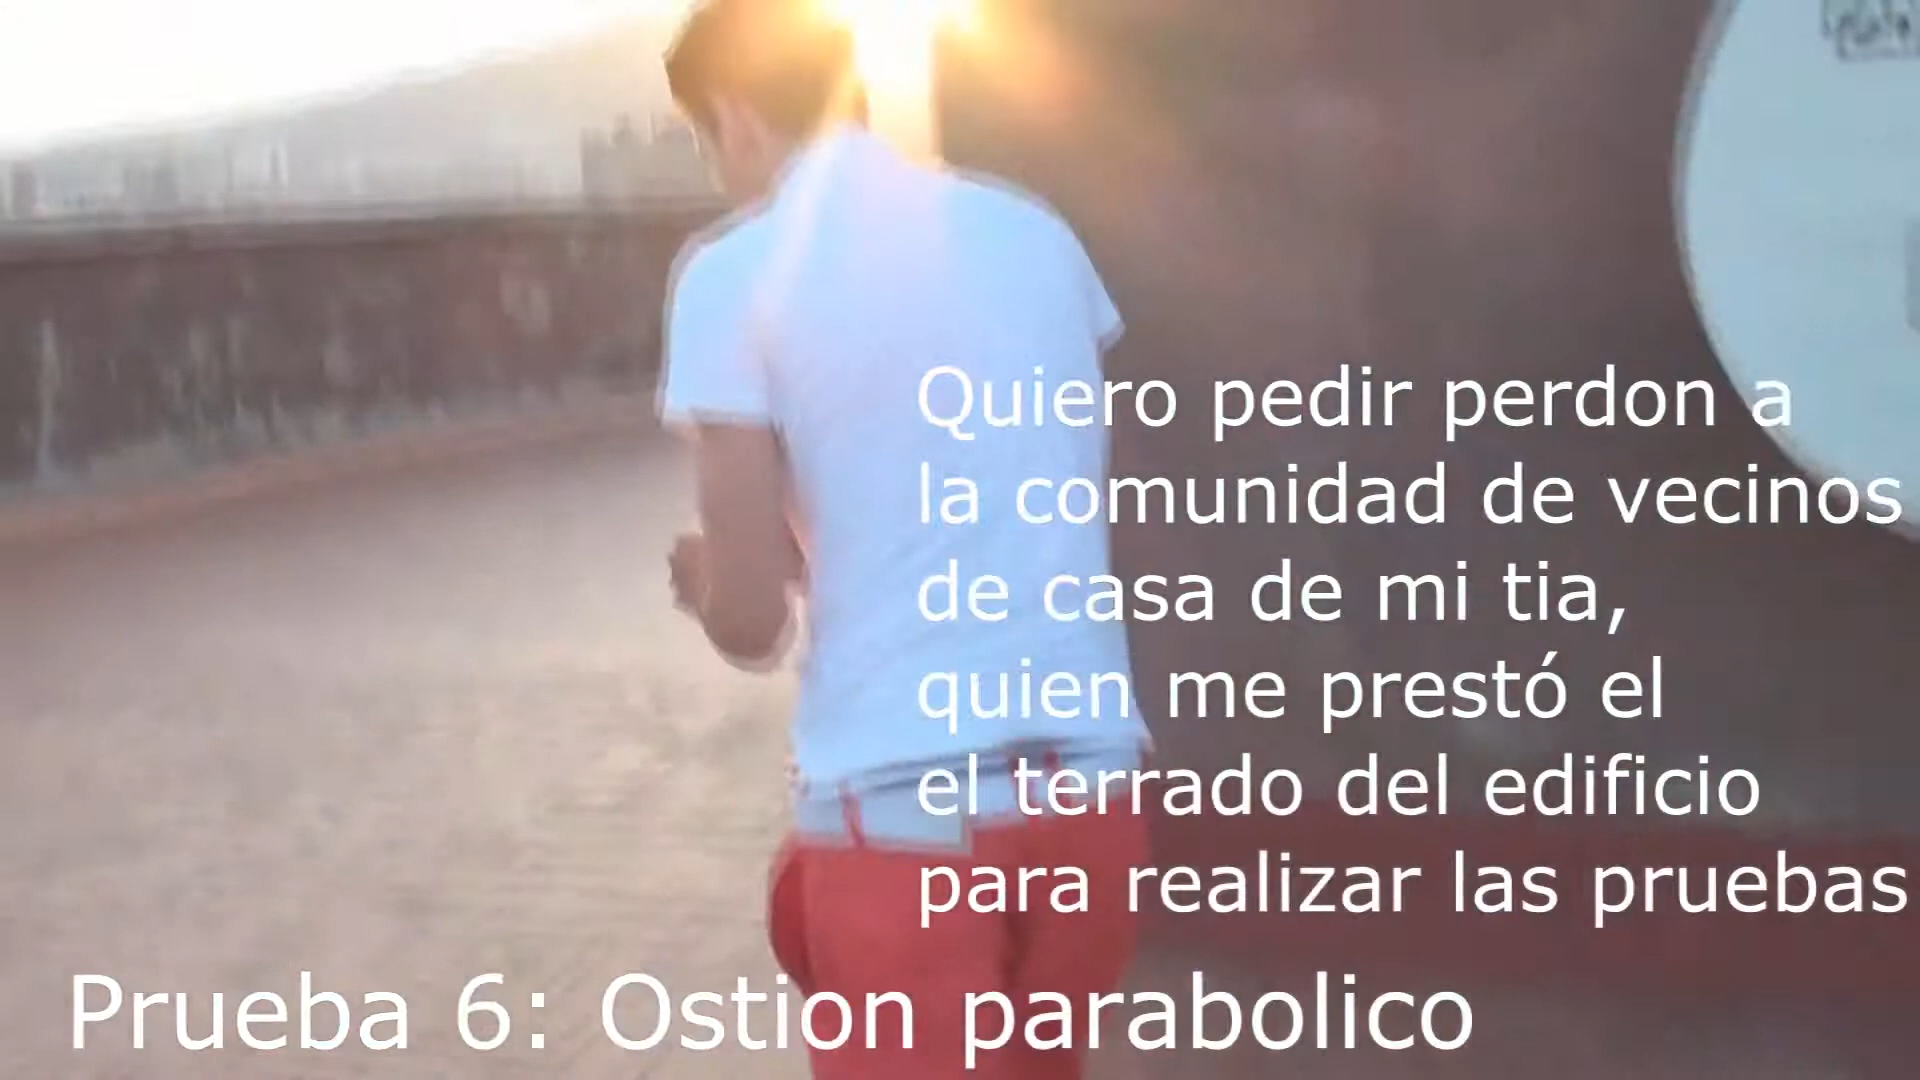 Quiero pedir perdon a
la comunidad de vecinos
de casa de mi tia,
quien me prestó el
el terrado del edificio
para realizar las pruebas
Prueba 6: Ostion parabolico